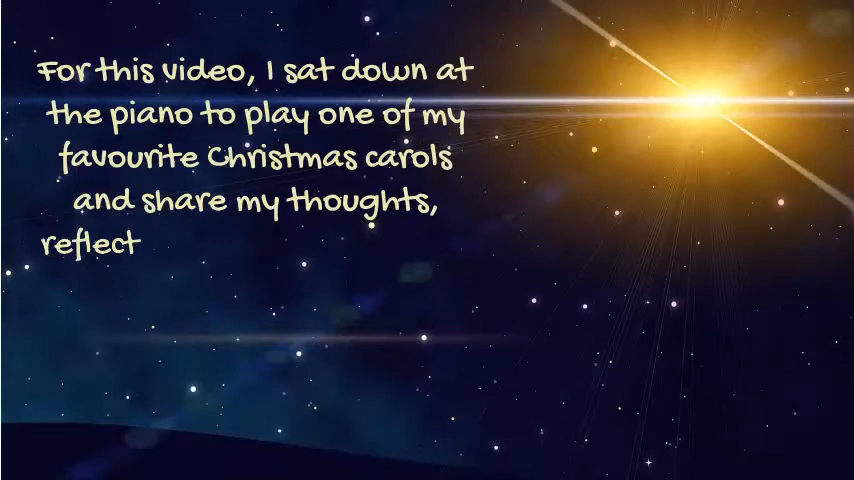 For this video, I sat down at
the piano to play one of my
favourite Christmas carols
and share my thoughts,
reflect